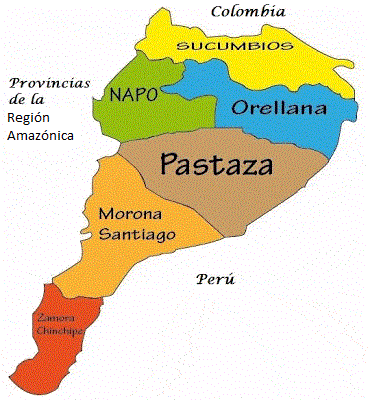 Colombia
SUCUMBIOS
Provincias
de la
Región
Amazónica
NAPO
Orellana
Pastaza
Morona
Santiago
Perú
Zamora
Chinchipe